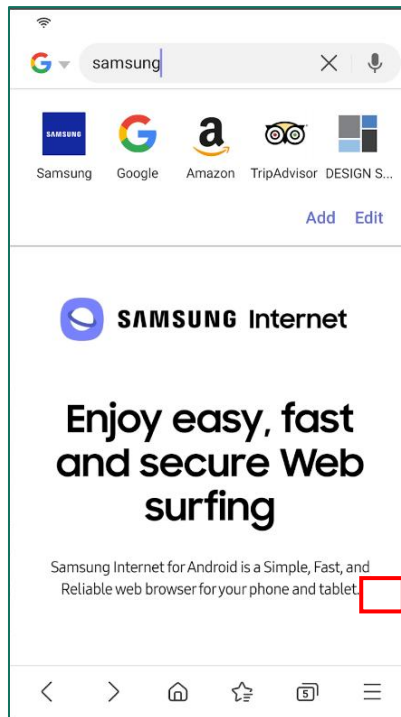 samsung
SAMSUNG
a
Samsung Google Amazon TripAdvisor DESIGN S...
Add Edit
SAMSUNG Internet
Enjoy easy, fast
and secure Web
surfing
Samsung Internet for Android is a Simple, Fast, and
Reliable web browser for your phone and tablet.
5